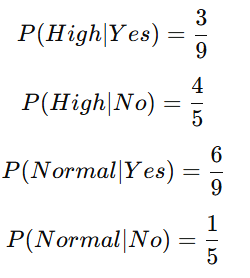 P(High|Yes) = 3/9
P(High|No) = 4/5
P(Normal|Yes) = 6/9
P(Normal|No) = 1/5